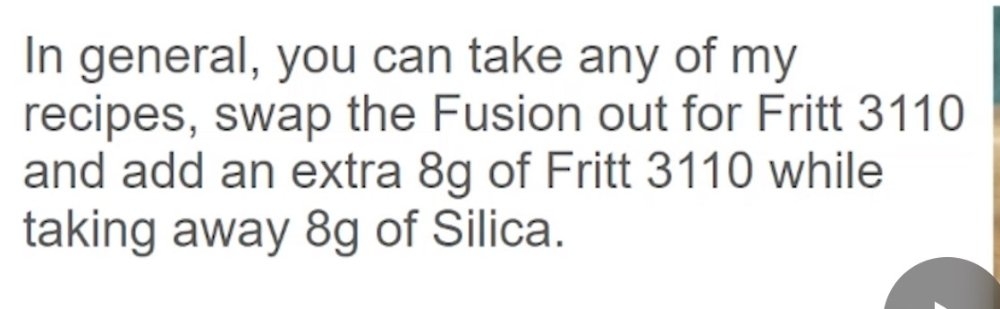 In general, you can take any of my
recipes, swap the Fusion out for Fritt 3110
and add an extra 8g of Fritt 3110 while
taking away 8g of Silica.